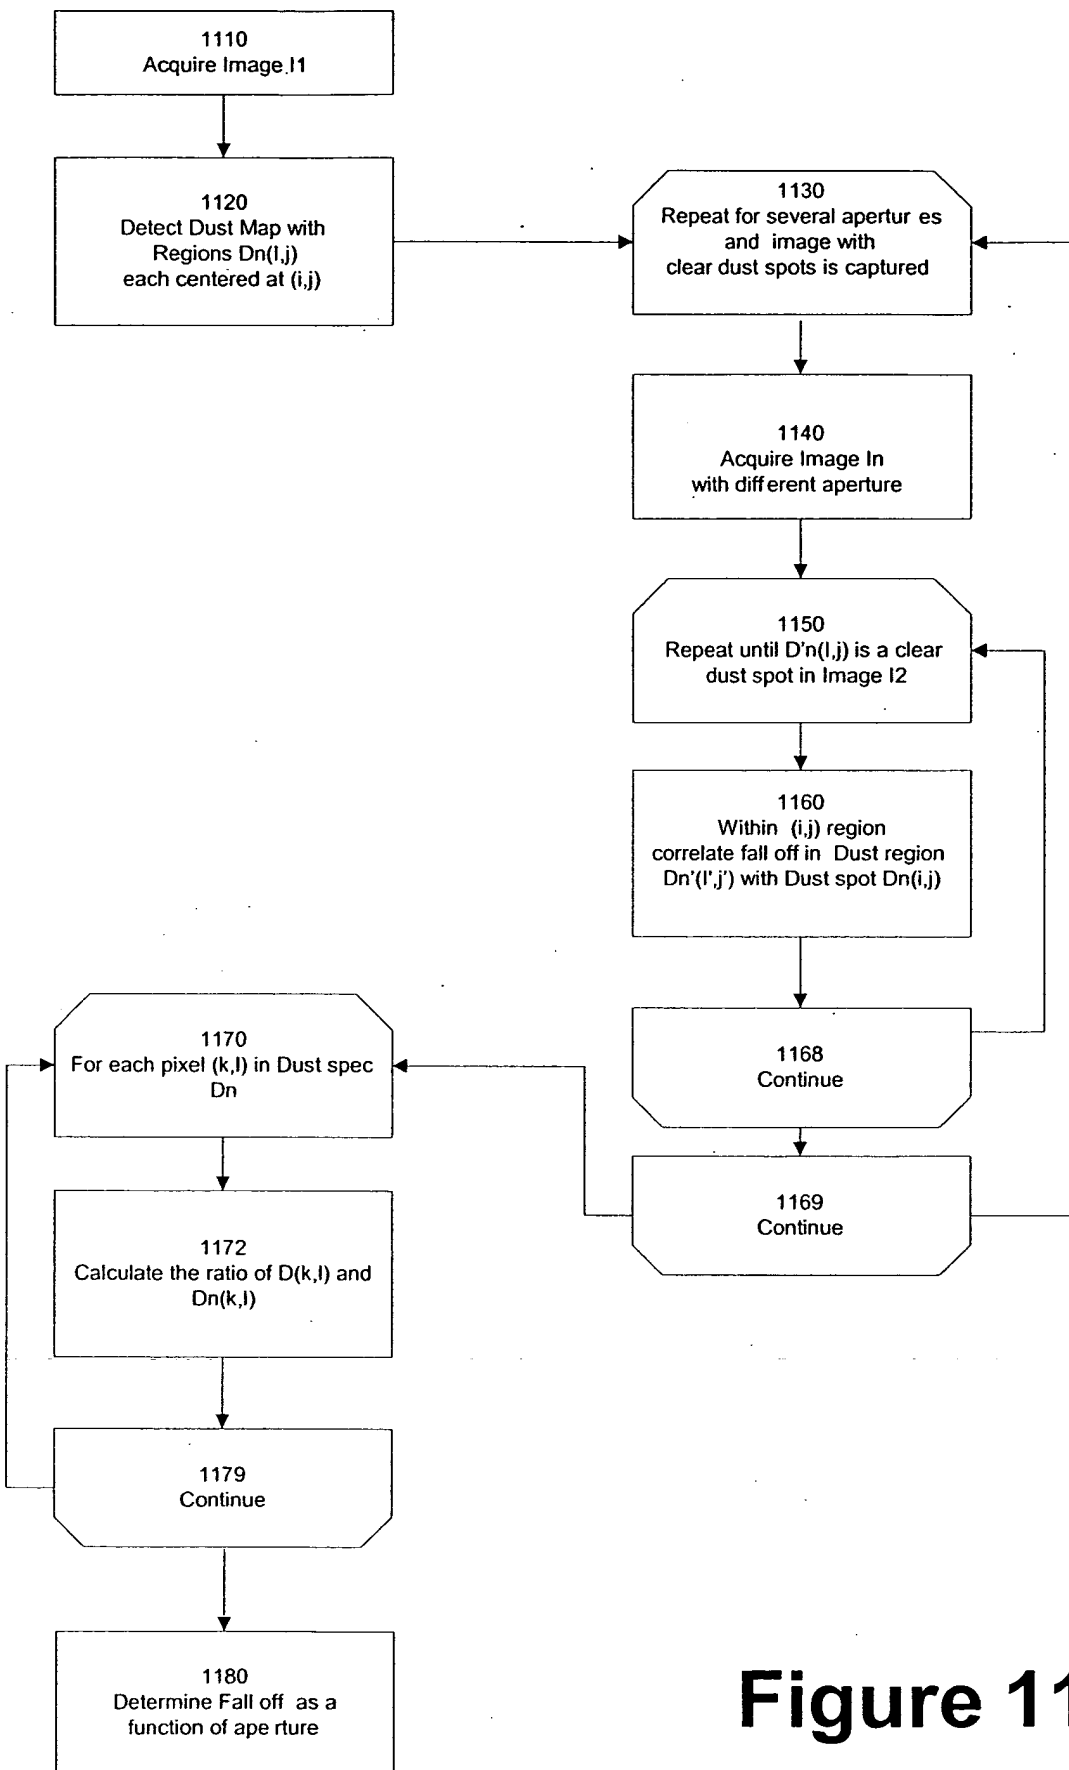 1110
Acquire Image I1
1120
Detect Dust Map with
Regions Dn(I,j)
each centered at (i,j)
1130
Repeat for several apertur es
and image with
clear dust spots is captured
1140
Acquire Image In
with different aperture
1150
Repeat until D'n(I,j) is a clear
dust spot in Image I2
1160
Within (i,j) region
correlate fall off in Dust region
Dn'(I',j') with Dust spot Dn(i,j)
1168
Continue
1169
Continue
1170
For each pixel (k,l) in Dust spec
Dn
1172
Calculate the ratio of D(k,l) and
Dn(k,l)
1179
Continue
1180
Determine Fall off as a
function of ape rture
Figure 11